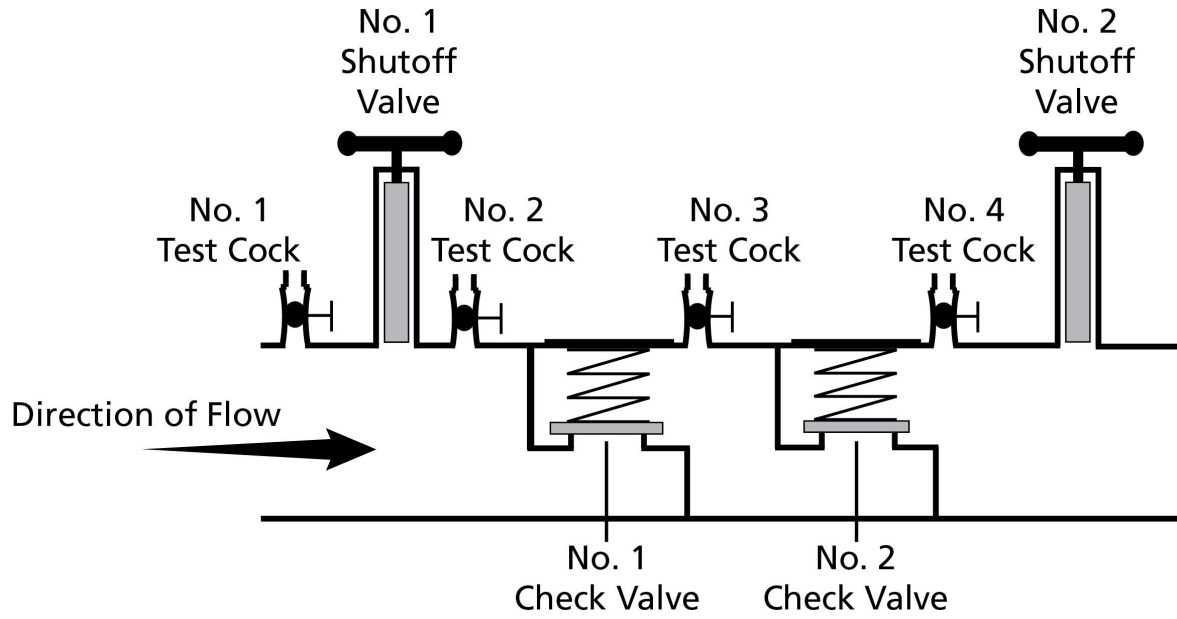 No. 1
Shutoff
Valve
No. 2
Shutoff
Valve
No. 1
Test Cock
No. 2
Test Cock
No. 3
Test Cock
No. 4
Test Cock
Direction of Flow
No. 1
Check Valve
No. 2
Check Valve